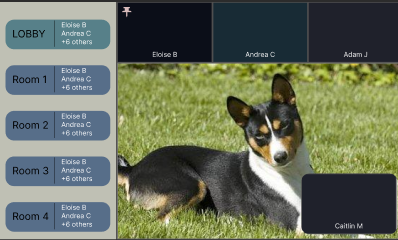 LOBBY
Eloise B
Andrea C
+6 others
Room 1
Eloise B
Andrea C
+6 others
Room 2
Eloise B
Andrea C
+6 others
Room 3
Eloise B
Andrea C
+6 others
Room 4
Eloise B
Andrea C
+6 others
Eloise B
Andrea C
Adam J
Caitlin M